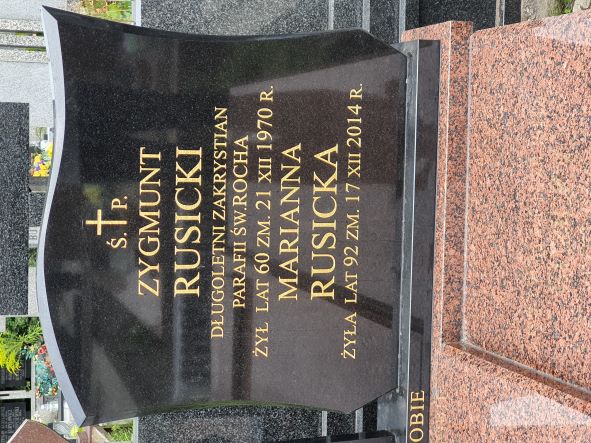 Ś. P.
ZYGMUNT
RUSICKI
DŁUGOLETNI ZAKRYSTIAN
PARAFII ŚW.ROCHA
ŻYŁ LAT 60 ZM. 21 XII 1970 R.
MARIANNA
RUSICKA
ŻYŁA LAT 92 ZM. 17 XII 2014 R.
OBIE